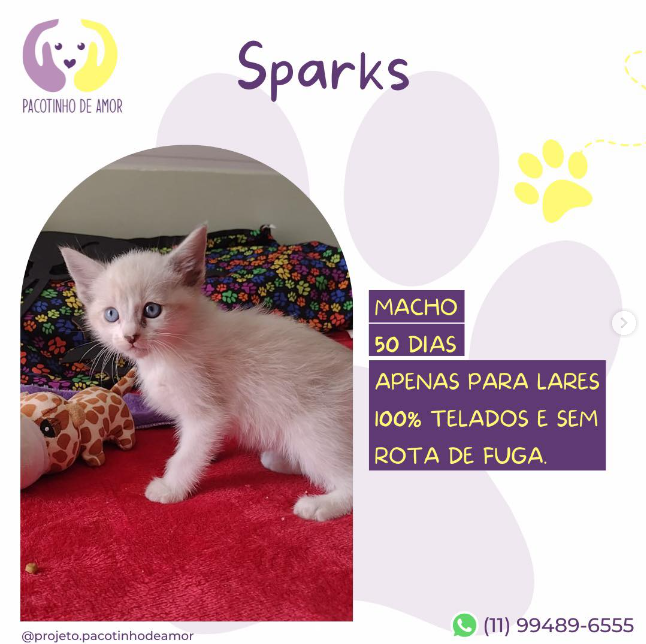 PACOTINHO DE AMOR
Sparks
MACHO
50 DIAS
APENAS PARA LARES
100% TELADOS E SEM
ROTA DE FUGA.
@projeto.pacotinhodeamor
(11) 99489-6555